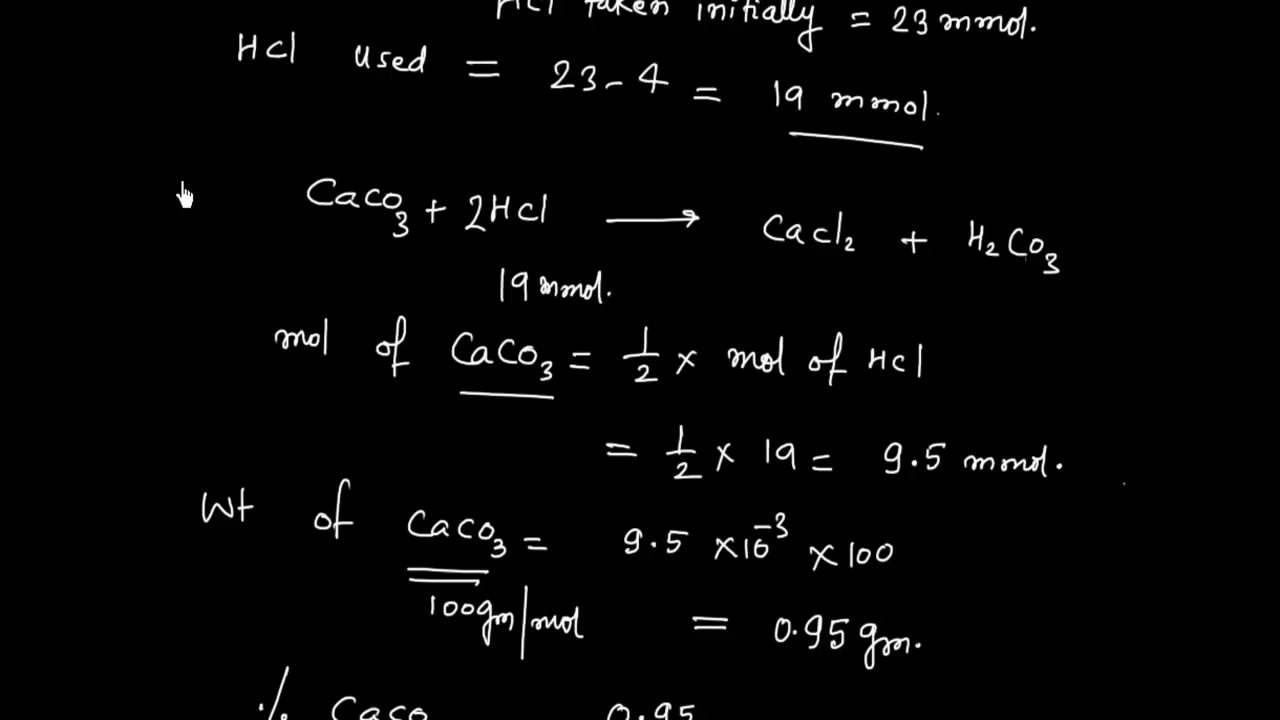 HCl taken initially = 23 mmol.
HCl used = 23 - 4 = 19 mmol.
CaCO3 + 2HCl ⟶ CaCl2 + H2CO3
19 mmol.
mol of CaCO3 = 1/2 × mol of HCl
= 1/2 × 19 = 9.5 mmol.
Wt of CaCO3 = 9.5 × 10⁻³ × 100
100gm/mol = 0.95 gm.
% CaCO 0.95